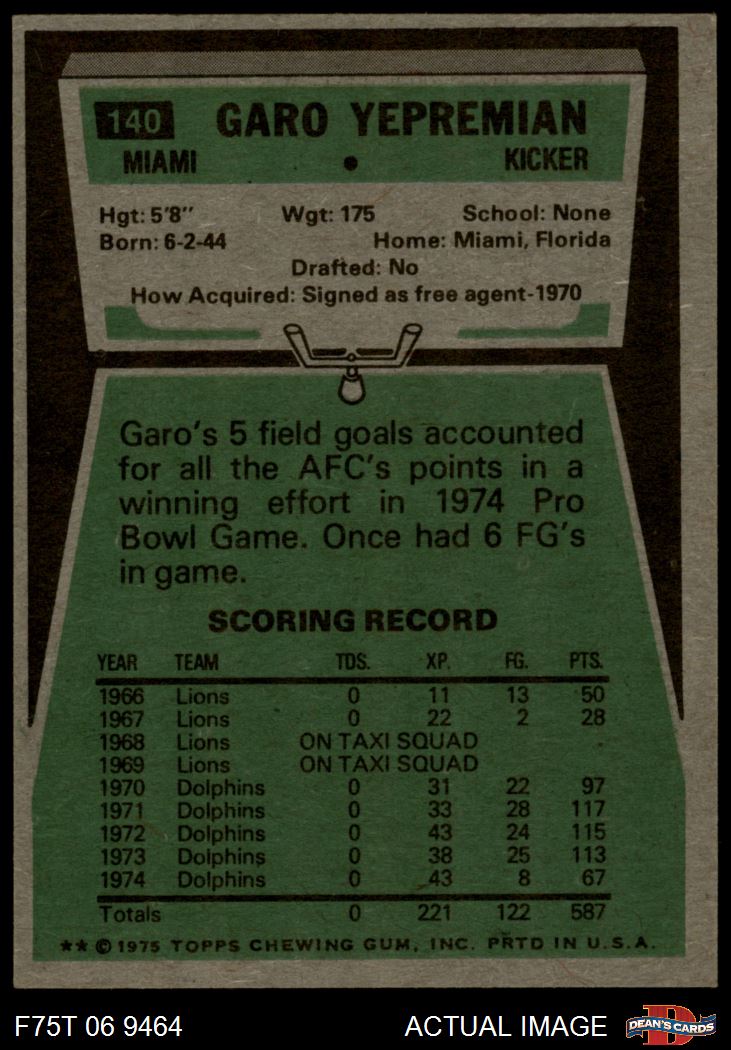 140 GARO YEPREMIAN
MIAMI • KICKER
Hgt: 5'8" Wgt: 175 School: None
Born: 6-2-44 Home: Miami, Florida
Drafted: No
How Acquired: Signed as free agent-1970
Garo's 5 field goals accounted
for all the AFC's points in a
winning effort in 1974 Pro
Bowl Game. Once had 6 FG's
in game.
SCORING RECORD
YEAR TEAM TDS. XP. FG. PTS.
1966 Lions 0 11 13 50
1967 Lions 0 22 2 28
1968 Lions ON TAXI SQUAD
1969 Lions ON TAXI SQUAD
1970 Dolphins 0 31 22 97
1971 Dolphins 0 33 28 117
1972 Dolphins 0 43 24 115
1973 Dolphins 0 38 25 113
1974 Dolphins 0 43 8 67
Totals 0 221 122 587
** © 1975 TOPPS CHEWING GUM, INC. PRTD IN U.S.A.
F75T 06 9464 ACTUAL IMAGE D DEAN'S CARDS